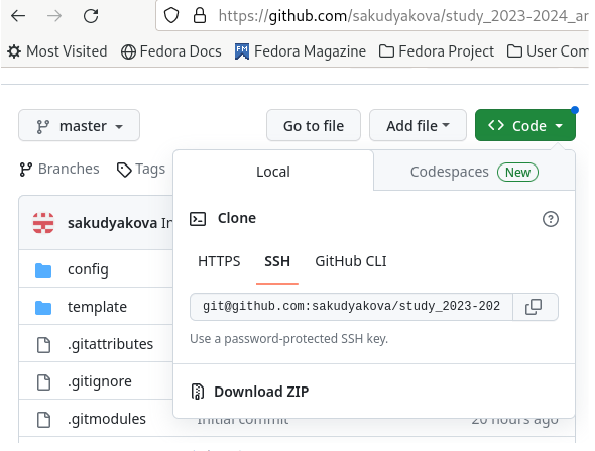 https://github.com/sakudyakova/study_2023-2024_ar
Most Visited Fedora Docs FM Fedora Magazine Fedora Project User Com
master Go to file Add file <> Code
Branches Tags
Local Codespaces New
Clone
sakudyakova In
HTTPS SSH GitHub CLI
config
git@github.com:sakudyakova/study_2023-202
template
Use a password-protected SSH key.
.gitattributes
.gitignore
Download ZIP
.gitmodules Initial commit 20 hours ago